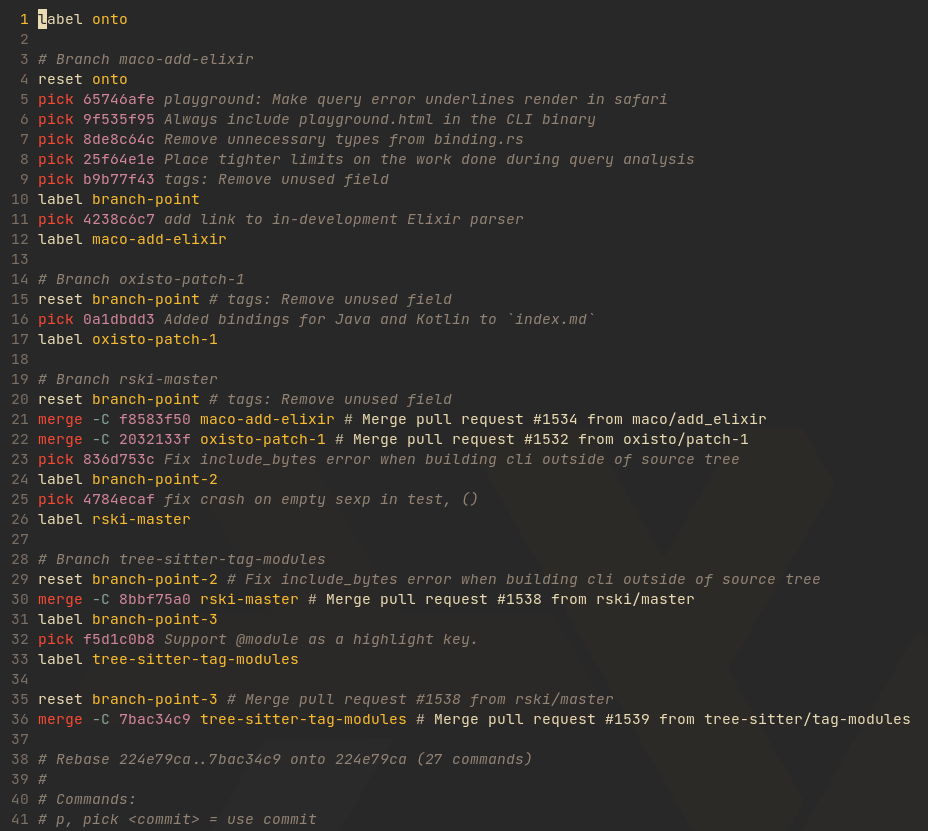 1 label onto
2
3 # Branch maco-add-elixir
4 reset onto
5 pick 65746afe playground: Make query error underlines render in safari
6 pick 9f535f95 Always include playground.html in the CLI binary
7 pick 8de8c64c Remove unnecessary types from binding.rs
8 pick 25f64e1e Place tighter limits on the work done during query analysis
9 pick b9b77f43 tags: Remove unused field
10 label branch-point
11 pick 4238c6c7 add link to in-development Elixir parser
12 label maco-add-elixir
13
14 # Branch oxisto-patch-1
15 reset branch-point # tags: Remove unused field
16 pick 0a1dbdd3 Added bindings for Java and Kotlin to `index.md`
17 label oxisto-patch-1
18
19 # Branch rski-master
20 reset branch-point # tags: Remove unused field
21 merge -C f8583f50 maco-add-elixir # Merge pull request #1534 from maco/add_elixir
22 merge -C 2032133f oxisto-patch-1 # Merge pull request #1532 from oxisto/patch-1
23 pick 836d753c Fix include_bytes error when building cli outside of source tree
24 label branch-point-2
25 pick 4784ecaf fix crash on empty sexp in test, ()
26 label rski-master
27
28 # Branch tree-sitter-tag-modules
29 reset branch-point-2 # Fix include_bytes error when building cli outside of source tree
30 merge -C 8bbf75a0 rski-master # Merge pull request #1538 from rski/master
31 label branch-point-3
32 pick f5d1c0b8 Support @module as a highlight key.
33 label tree-sitter-tag-modules
34
35 reset branch-point-3 # Merge pull request #1538 from rski/master
36 merge -C 7bac34c9 tree-sitter-tag-modules # Merge pull request #1539 from tree-sitter/tag-modules
37
38 # Rebase 224e79ca..7bac34c9 onto 224e79ca (27 commands)
39 #
40 # Commands:
41 # p, pick <commit> = use commit